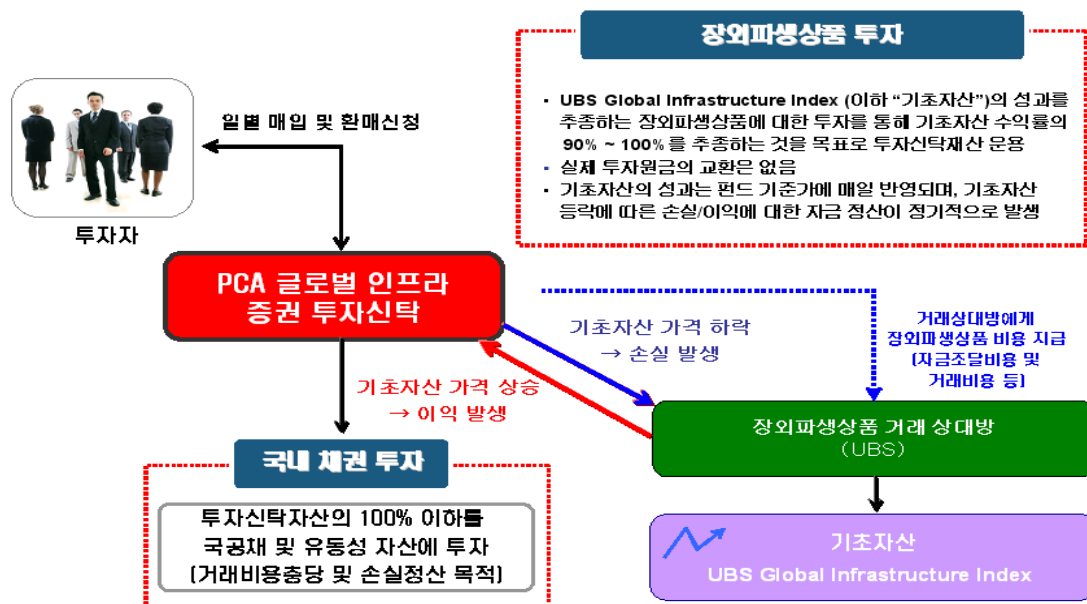 장외파생상품 투자
• UBS Global Infrastructure Index (이하 “기초자산”)의 성과를
추종하는 장외파생상품에 대한 투자를 통해 기초자산 수익률의
90% ~ 100%를 추종하는 것을 목표로 투자신탁재산 운용
• 실제 투자원금의 교환은 없음
• 기초자산의 성과는 펀드 기준가에 매일 반영되며, 기초자산
등락에 따른 손실/이익에 대한 자금 정산이 정기적으로 발생
일별 매입 및 환매신청
투자자
PCA 글로벌 인프라
증권 투자신탁
기초자산 가격 하락
→ 손실 발생
거래상대방에게
장외파생상품 비용 지급
(자금조달비용 및
거래비용 등)
기초자산 가격 상승
→ 이익 발생
장외파생상품 거래 상대방
(UBS)
국내 채권 투자
투자신탁자산의 100% 이하를
국공채 및 유동성 자산에 투자
(거래비용충당 및 손실정산 목적)
기초자산
UBS Global Infrastructure Index